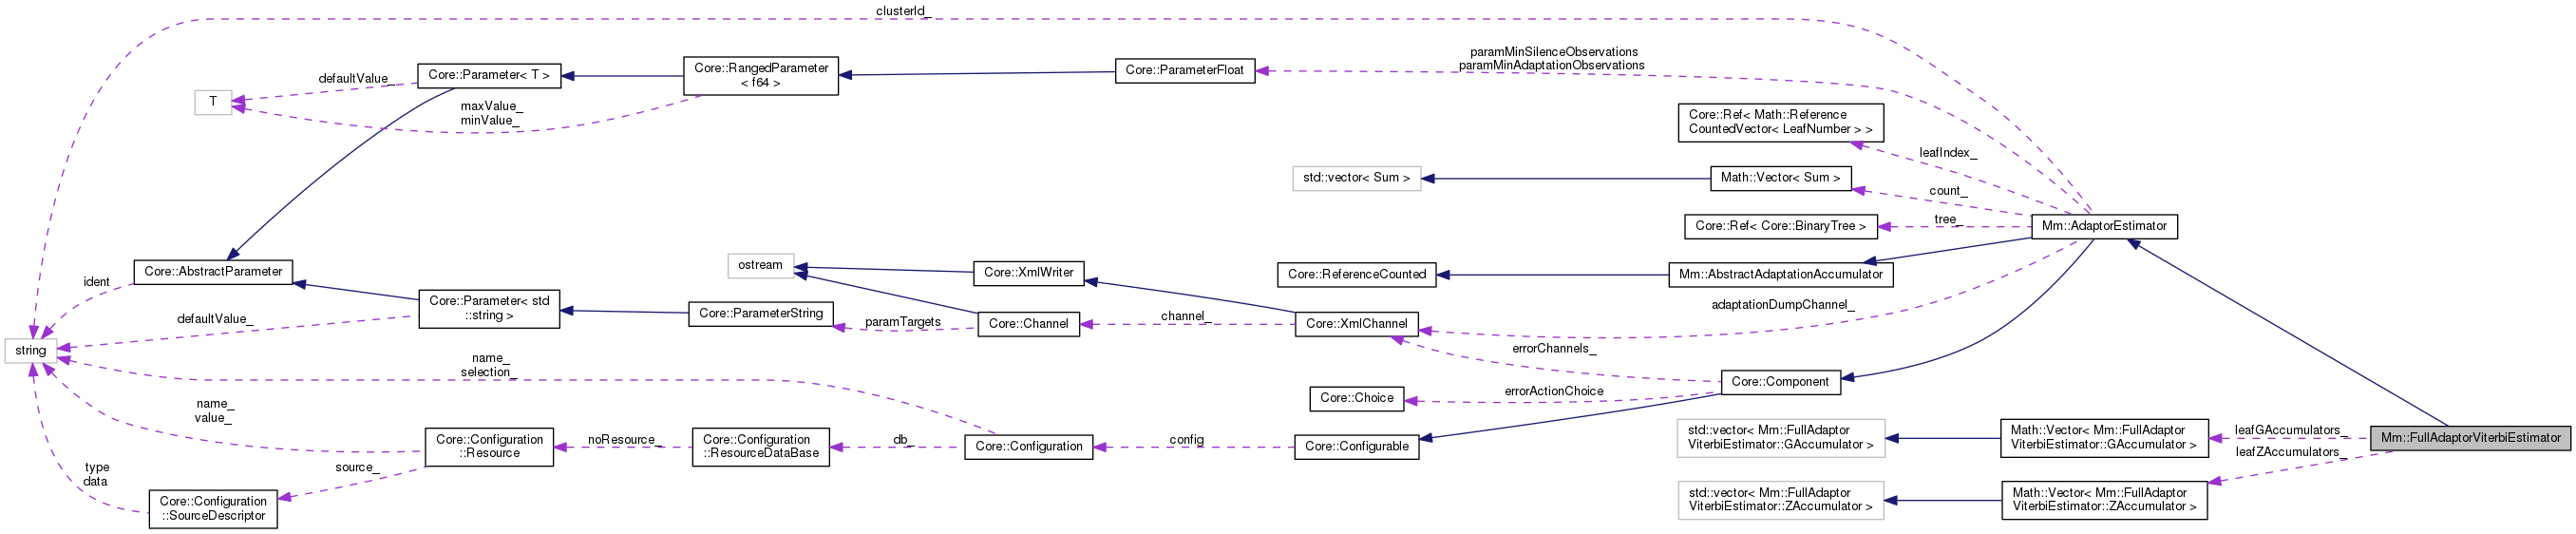 clusterId_
paramMinSilenceObservations
paramMinAdaptationObservations
defaultValue_
Core::Parameter< T >
Core::RangedParameter
< f64 >
Core::ParameterFloat
T
maxValue_
minValue_
Core::Ref< Math::Reference
CountedVector< LeafNumber > >
leafIndex_
std::vector< Sum >
Math::Vector< Sum >
count_
Core::Ref< Core::BinaryTree >
tree_
Mm::AdaptorEstimator
ostream
Core::XmlWriter
Core::ReferenceCounted
Mm::AbstractAdaptationAccumulator
Core::AbstractParameter
ident
Core::Parameter< std
::string >
Core::ParameterString
defaultValue_
paramTargets
Core::Channel
channel_
Core::XmlChannel
adaptationDumpChannel_
string
errorChannels_
name_
selection_
Core::Component
errorActionChoice
Core::Choice
name_
value_
Core::Configuration
::Resource
noResource_
Core::Configuration
::ResourceDataBase
db_
Core::Configuration
config
Core::Configurable
std::vector< Mm::FullAdaptor
ViterbiEstimator::GAccumulator >
Math::Vector< Mm::FullAdaptor
ViterbiEstimator::GAccumulator >
leafGAccumulators_
leafZAccumulators_
Mm::FullAdaptorViterbiEstimator
type
data
source_
Core::Configuration
::SourceDescriptor
std::vector< Mm::FullAdaptor
ViterbiEstimator::ZAccumulator >
Math::Vector< Mm::FullAdaptor
ViterbiEstimator::ZAccumulator >